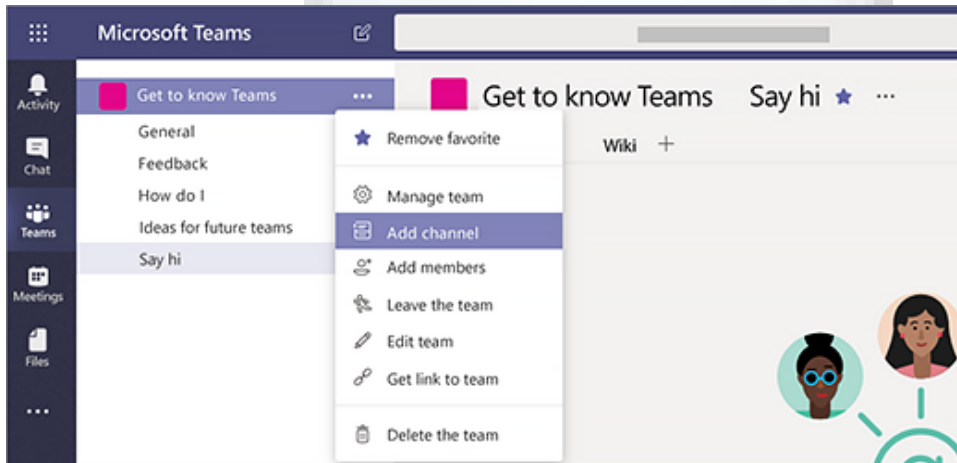 Microsoft Teams
Activity
Chat
Teams
Meetings
Files
Get to know Teams
General
Feedback
How do I
Ideas for future teams
Say hi
Remove favorite
Manage team
Add channel
Add members
Leave the team
Edit team
Get link to team
Delete the team
Get to know Teams Say hi
Wiki